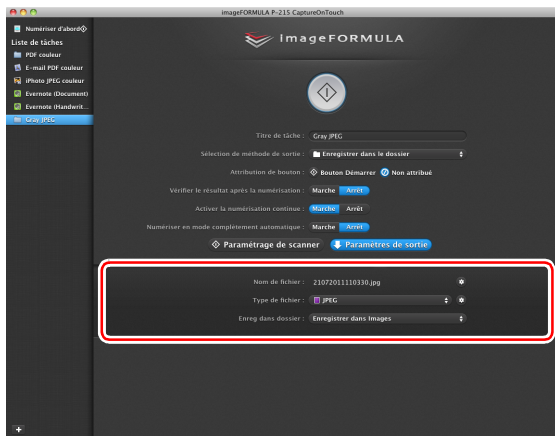 imageFORMULA P-215 CaptureOnTouch
Numériser d'abord
Liste de tâches
PDF couleur
E-mail PDF couleur
iPhoto JPEG couleur
Evernote (Document)
Evernote (Handwrit...
Gray JPEG
imageFORMULA
Titre de tâche : Gray JPEG
Sélection de méthode de sortie : Enregistrer dans le dossier
Attribution de bouton : Bouton Démarrer Non attribué
Vérifier le résultat après la numérisation : Marche Arrêt
Activer la numérisation continue : Marche Arrêt
Numériser en mode complètement automatique : Marche Arrêt
Paramétrage de scanner Parametres de sortie
Nom de fichier : 21072011110330.jpg
Type de fichier : JPEG
Enreg dans dossier : Enregistrer dans Images